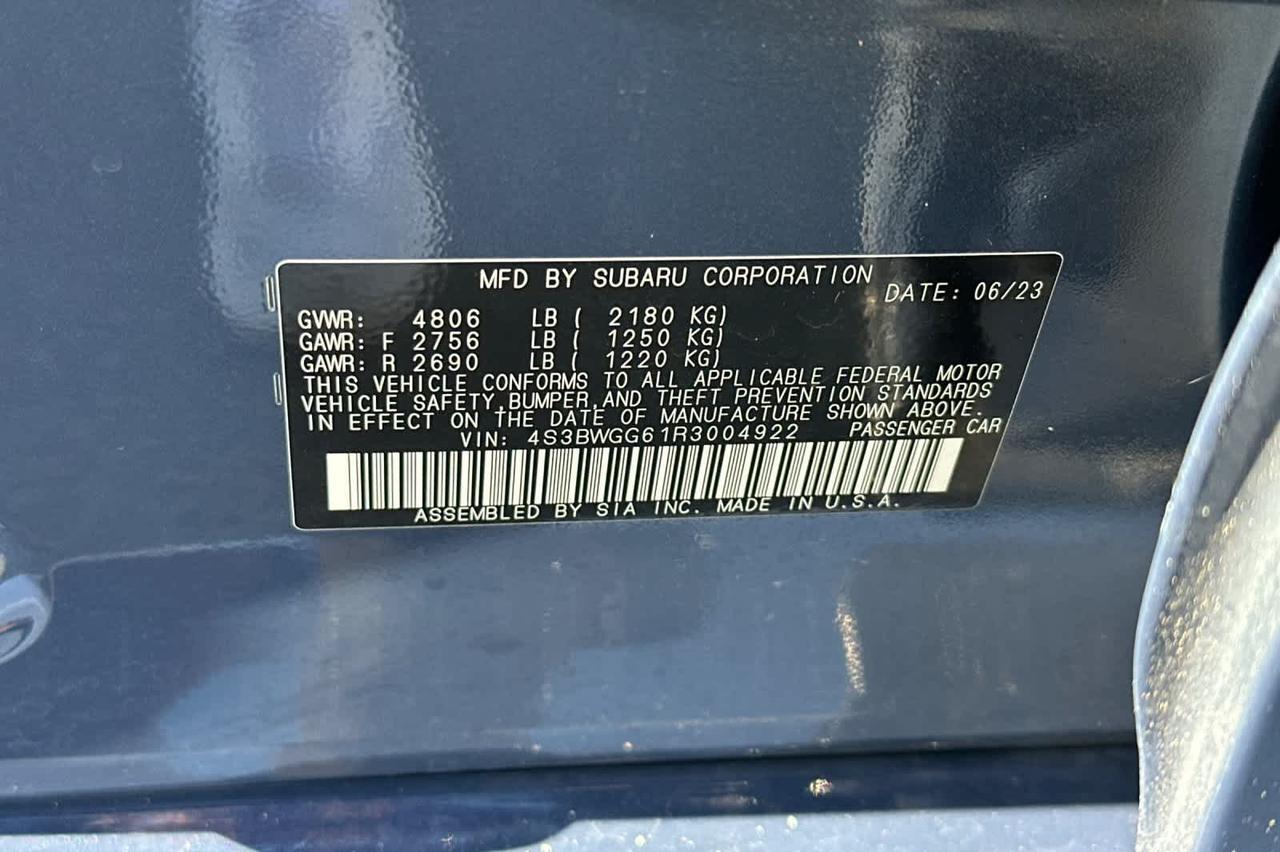 MFD BY SUBARU CORPORATION DATE: 06/23
GVWR: 4806 LB ( 2180 KG)
GAWR: F 2756 LB ( 1250 KG)
GAWR: R 2690 LB ( 1220 KG)
THIS VEHICLE CONFORMS TO ALL APPLICABLE FEDERAL MOTOR
VEHICLE SAFETY,BUMPER,AND THEFT PREVENTION STANDARDS
IN EFFECT ON THE DATE OF MANUFACTURE SHOWN ABOVE.
VIN: 4S3BWGG61R3004922 PASSENGER CAR
ASSEMBLED BY SIA INC. MADE IN U.S.A.